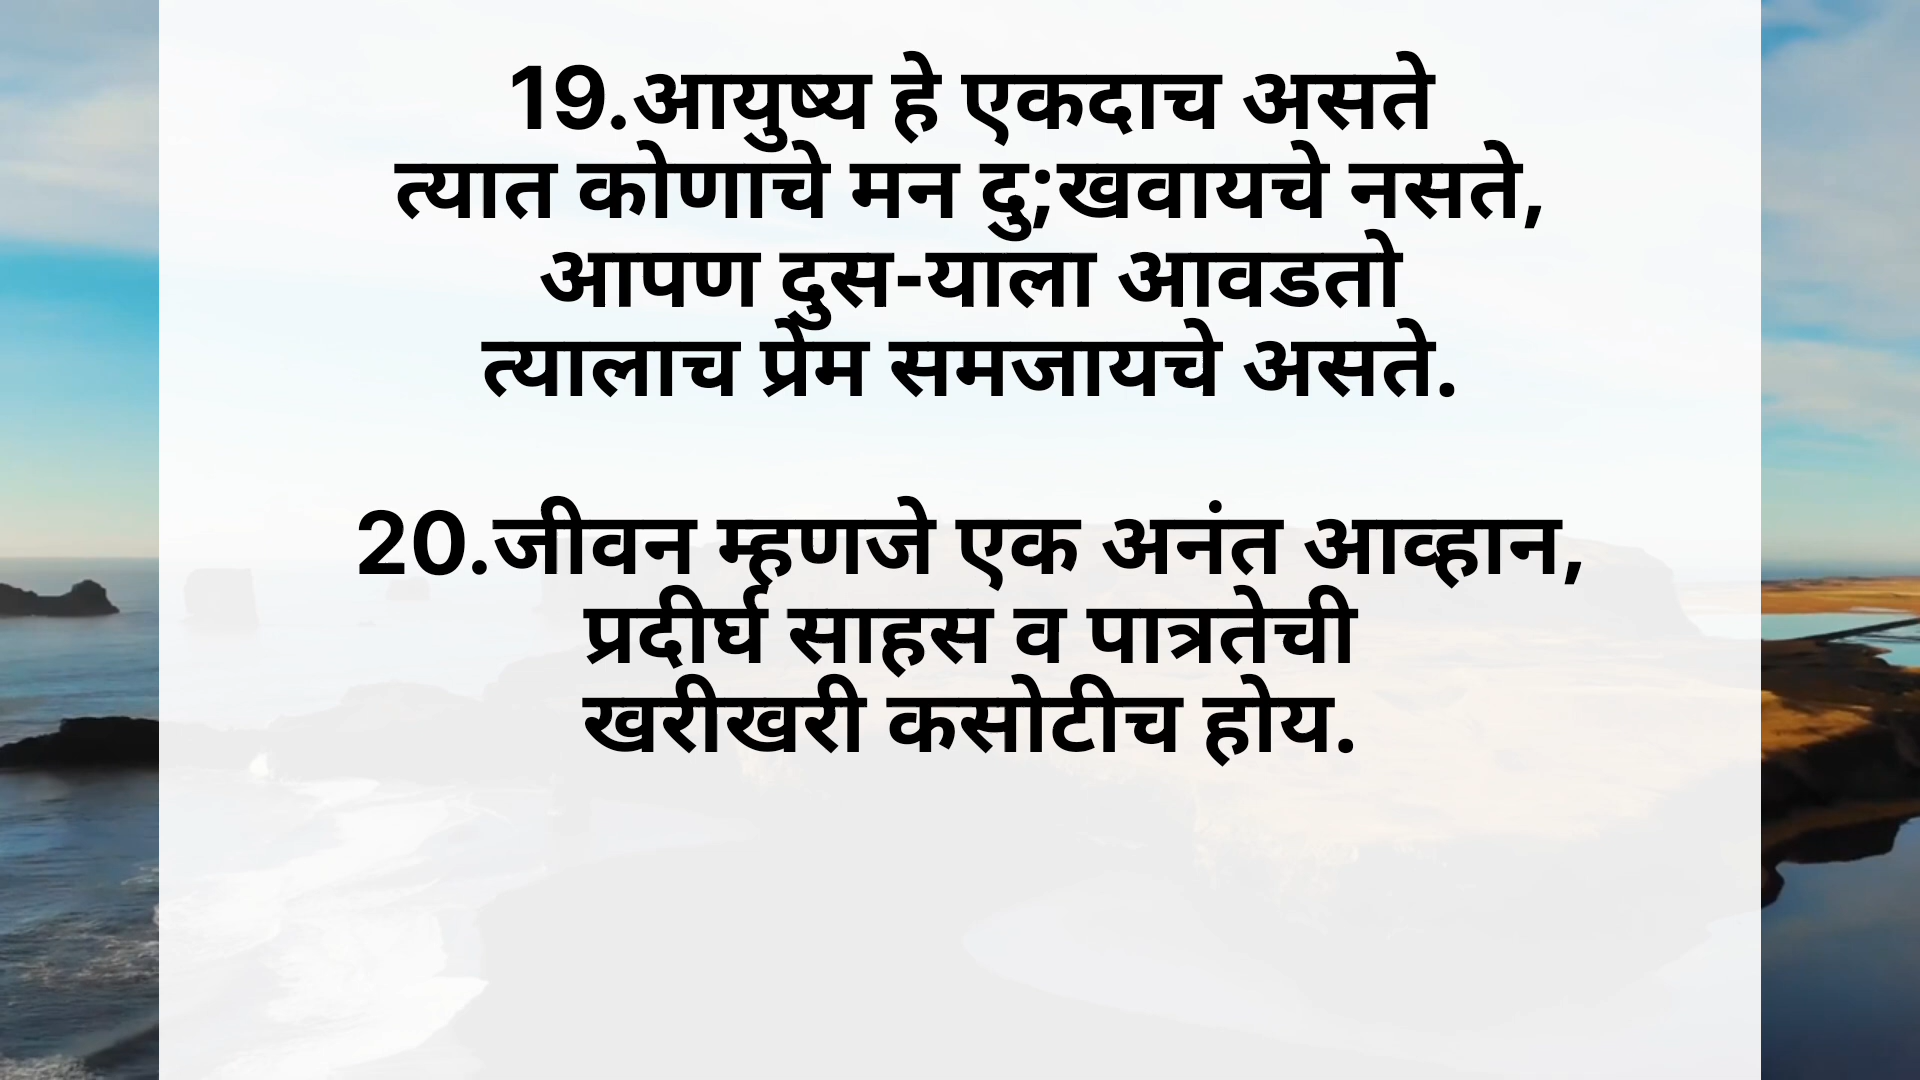 19.आयुष्य हे एकदाच असते
त्यात कोणाचे मन दु;खवायचे नसते,
आपण दुस-याला आवडतो
त्यालाच प्रेम समजायचे असते.
20.जीवन म्हणजे एक अनंत आव्हान,
प्रदीर्घ साहस व पात्रतेची
खरीखरी कसोटीच होय.